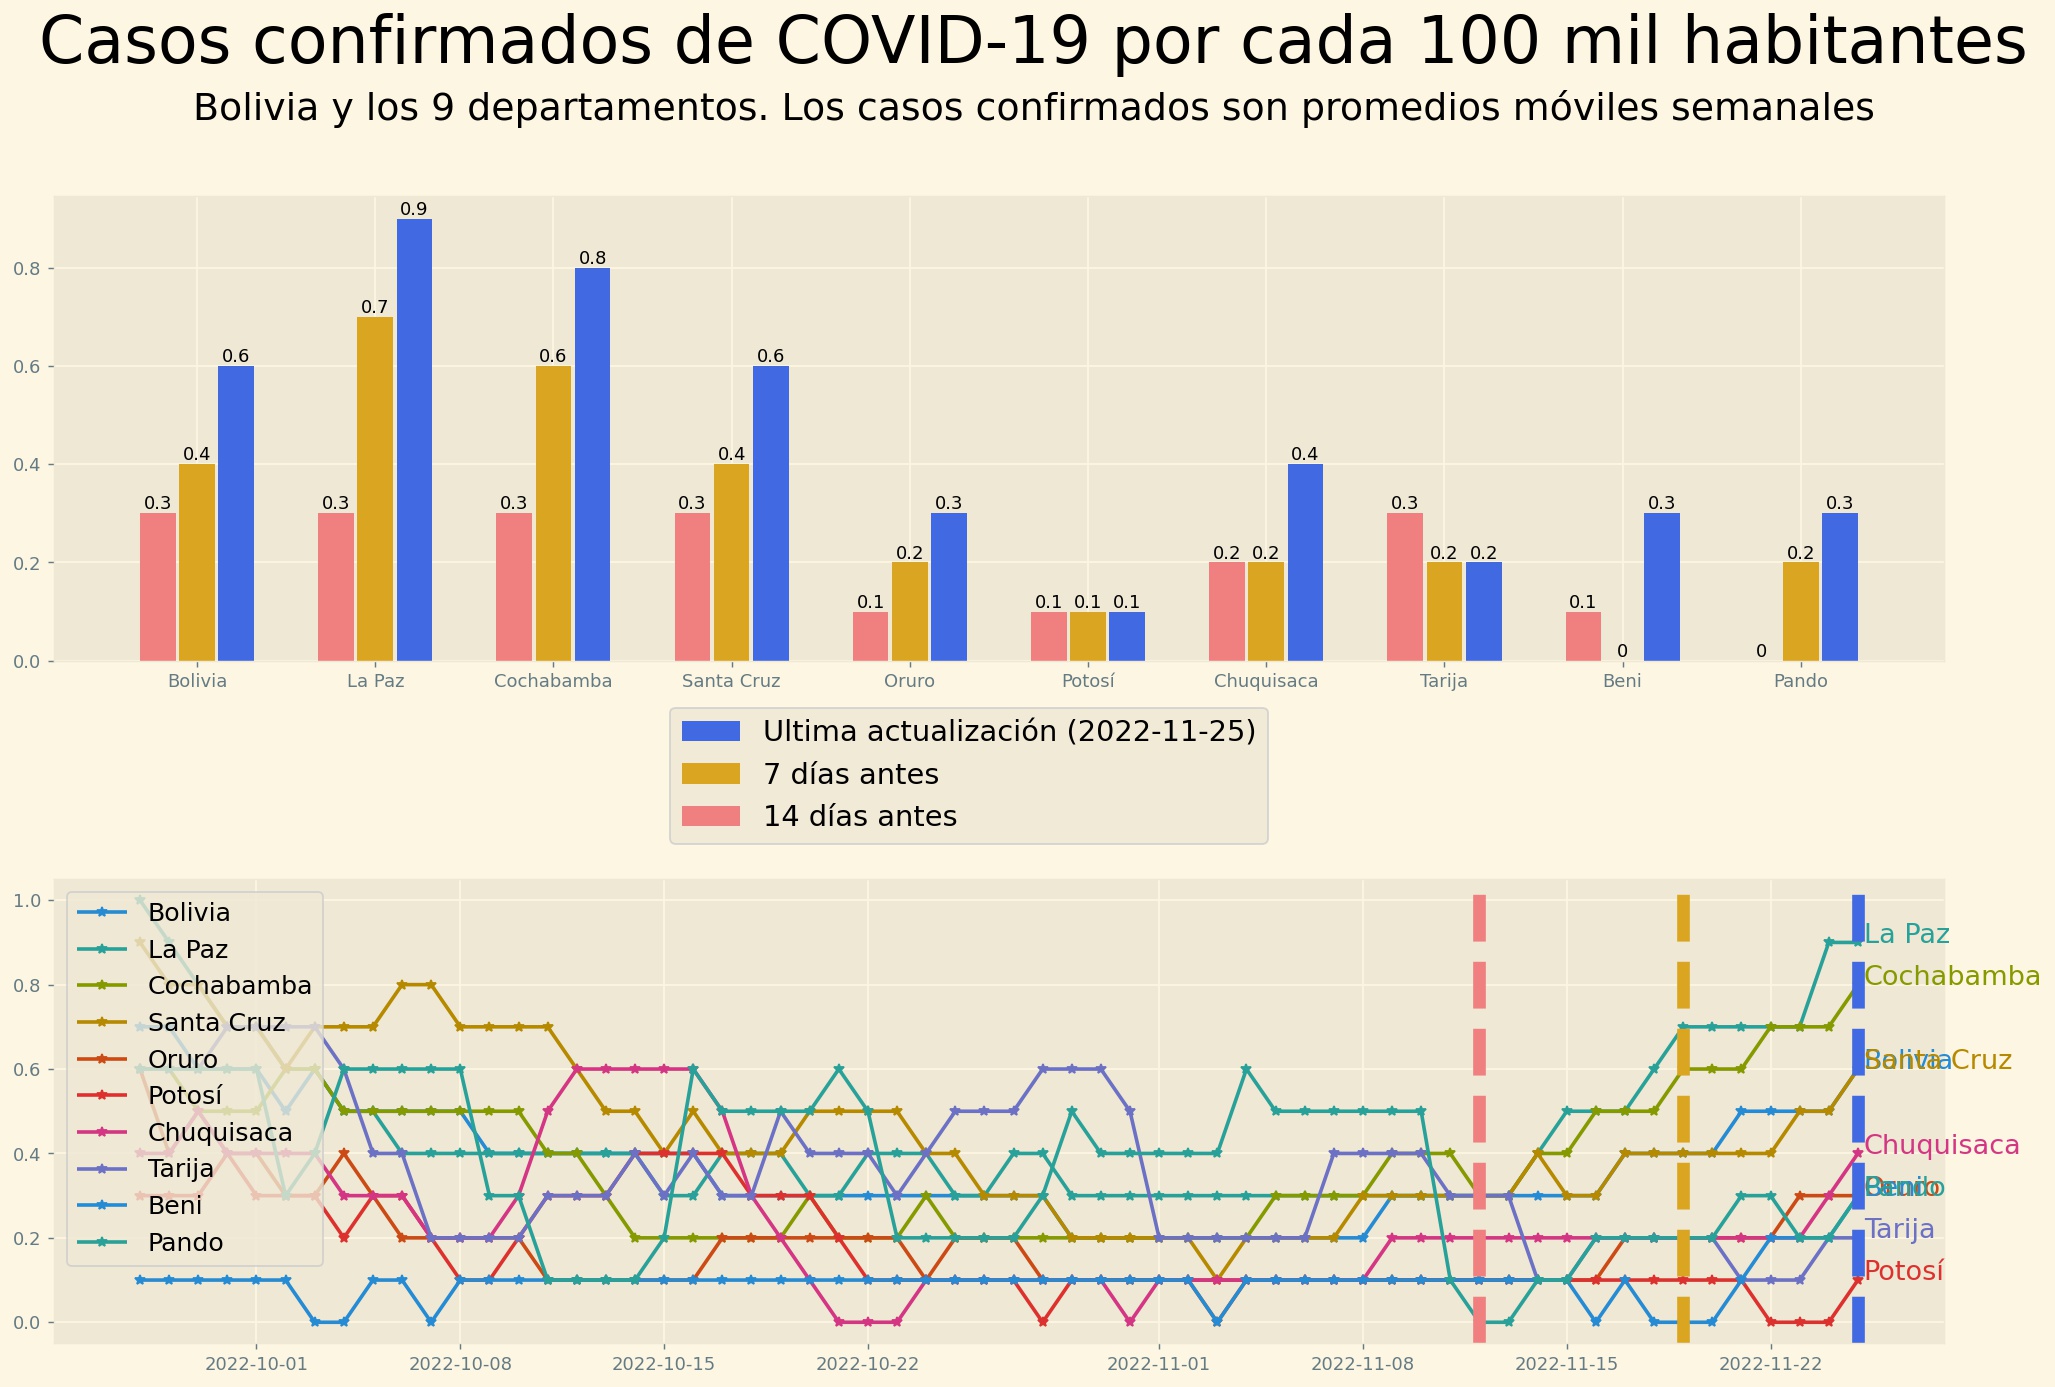 Casos confirmados de COVID-19 por cada 100 mil habitantes
Bolivia y los 9 departamentos. Los casos confirmados son promedios móviles semanales
0.8
0.6
0.4
0.2
0.0
0.3 0.4 0.6
0.3 0.7 0.9
0.3 0.6 0.8
0.3 0.4 0.6
0.1 0.2 0.3
0.1 0.1 0.1
0.2 0.2 0.4
0.3 0.2 0.2
0.1 0 0.3
0 0.2 0.3
Bolivia La Paz Cochabamba Santa Cruz Oruro Potosí Chuquisaca Tarija Beni Pando
Ultima actualización (2022-11-25)
7 días antes
14 días antes
1.0
0.8
0.6
0.4
0.2
0.0
Bolivia
La Paz
Cochabamba
Santa Cruz
Oruro
Potosí
Chuquisaca
Tarija
Beni
Pando
La Paz
Cochabamba
Bolivia
Santa Cruz
Chuquisaca
Oruro
Beni
Pando
Tarija
Potosí
2022-10-01 2022-10-08 2022-10-15 2022-10-22 2022-11-01 2022-11-08 2022-11-15 2022-11-22